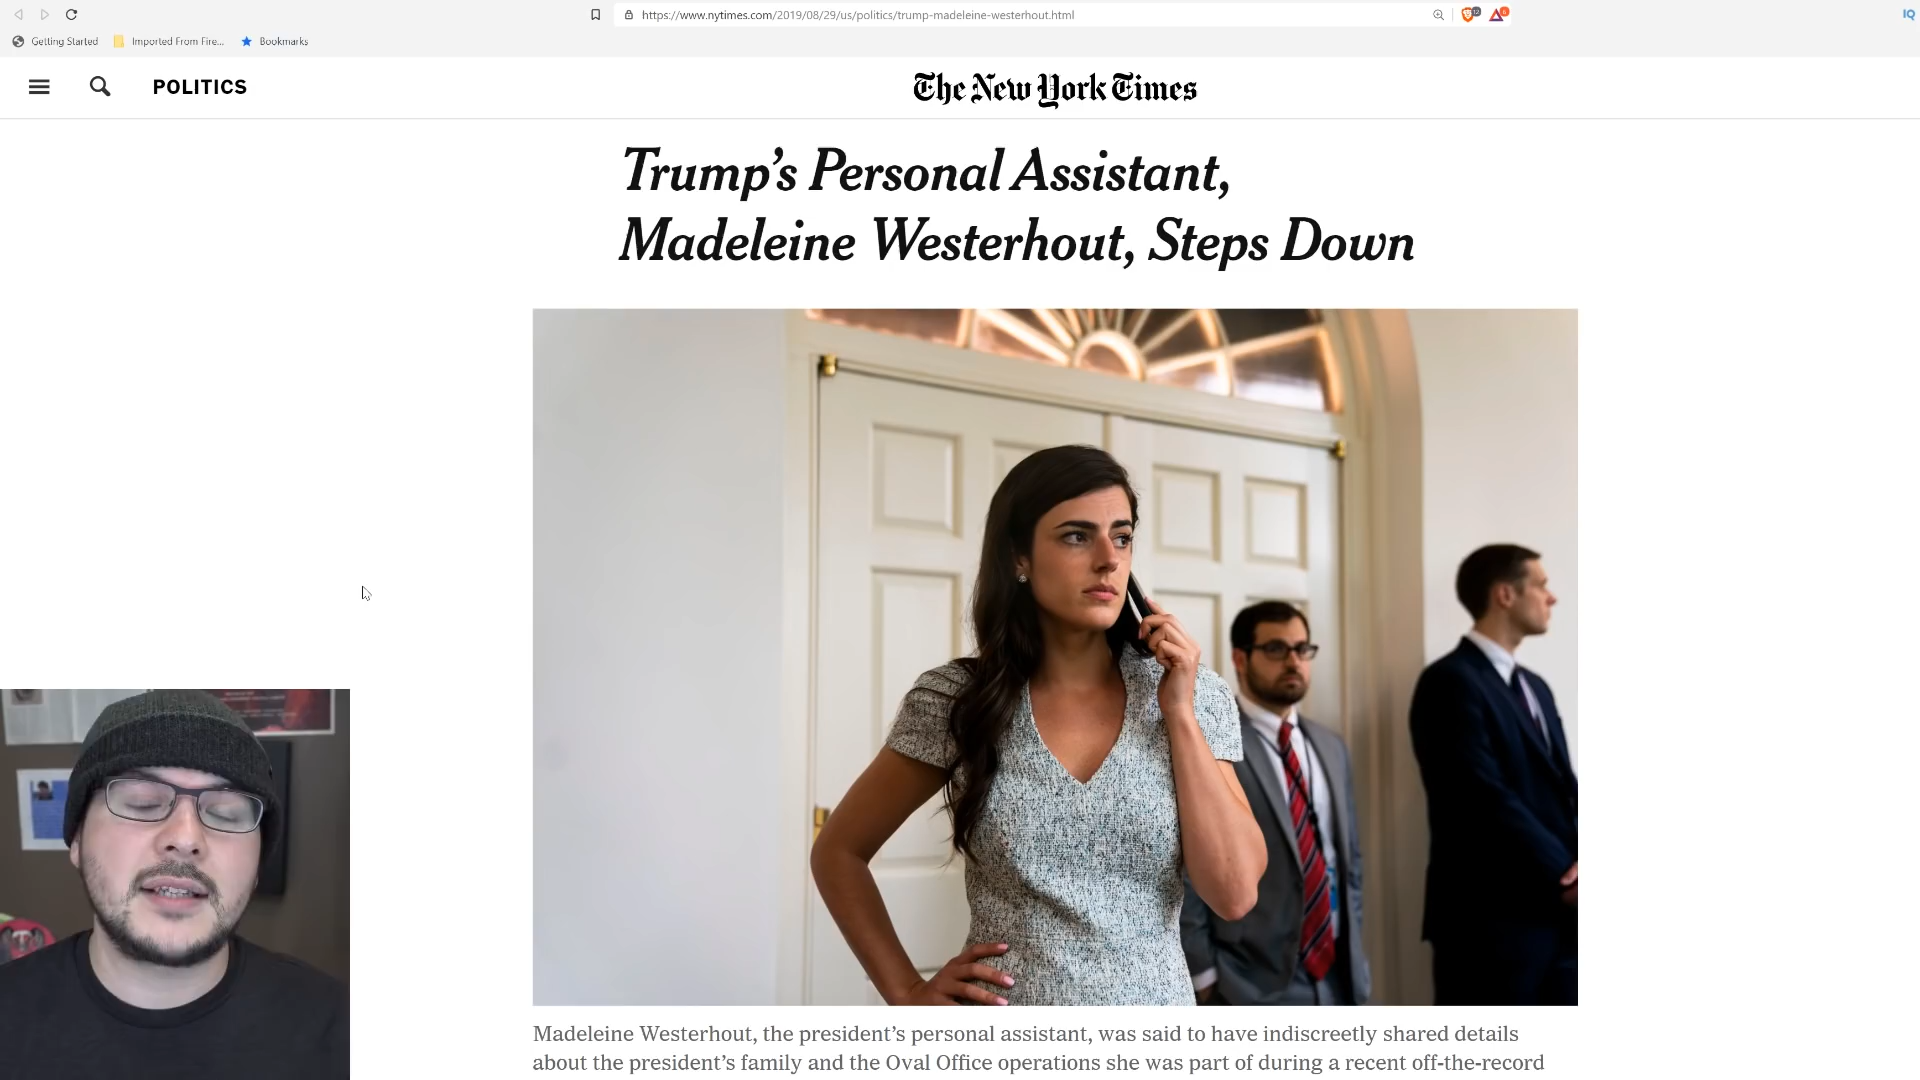 https://www.nytimes.com/2019/08/29/us/politics/trump-madeleine-westerhout.html
IQ
Getting Started
Imported From Fire...
Bookmarks
POLITICS
The New York Times
Trump's Personal Assistant,
Madeleine Westerhout, Steps Down
Madeleine Westerhout, the president's personal assistant, was said to have indiscreetly shared details
about the president's family and the Oval Office operations she was part of during a recent off-the-record